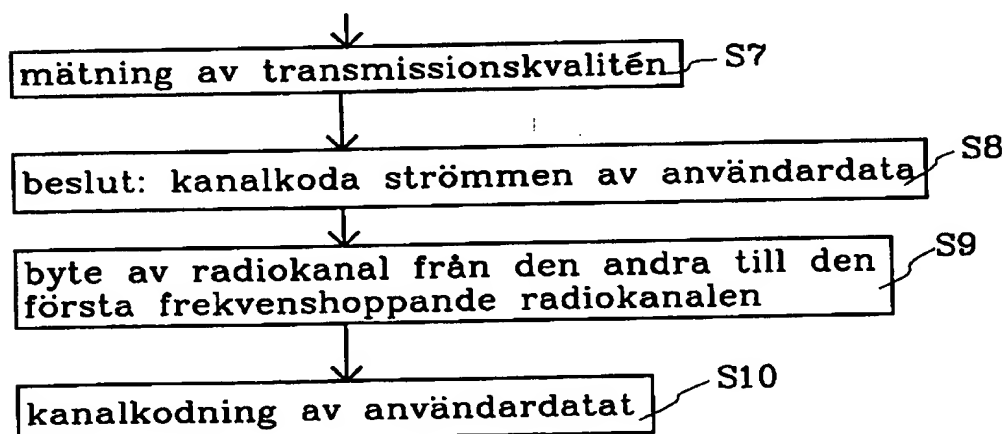 mätning av transmissionskvalitén
S7
beslut: kanalkoda strömmen av användardata
S8
byte av radiokanal från den andra till den
första frekvenshoppande radiokanalen
S9
kanalkodning av användardatat
S10